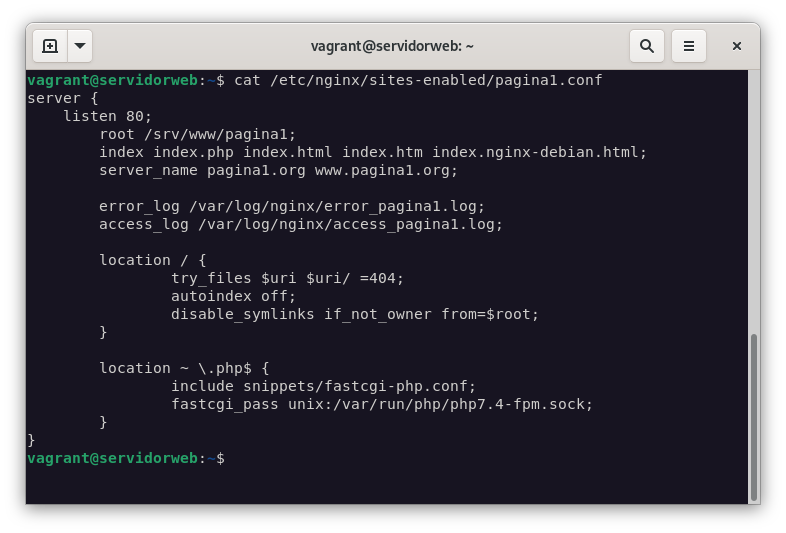 vagrant@servidorweb: ~
vagrant@servidorweb:~$ cat /etc/nginx/sites-enabled/pagina1.conf
server {
    listen 80;
        root /srv/www/pagina1;
        index index.php index.html index.htm index.nginx-debian.html;
        server_name pagina1.org www.pagina1.org;

        error_log /var/log/nginx/error_pagina1.log;
        access_log /var/log/nginx/access_pagina1.log;

        location / {
                try_files $uri $uri/ =404;
                autoindex off;
                disable_symlinks if_not_owner from=$root;
        }

        location ~ \.php$ {
                include snippets/fastcgi-php.conf;
                fastcgi_pass unix:/var/run/php/php7.4-fpm.sock;
        }
}
vagrant@servidorweb:~$